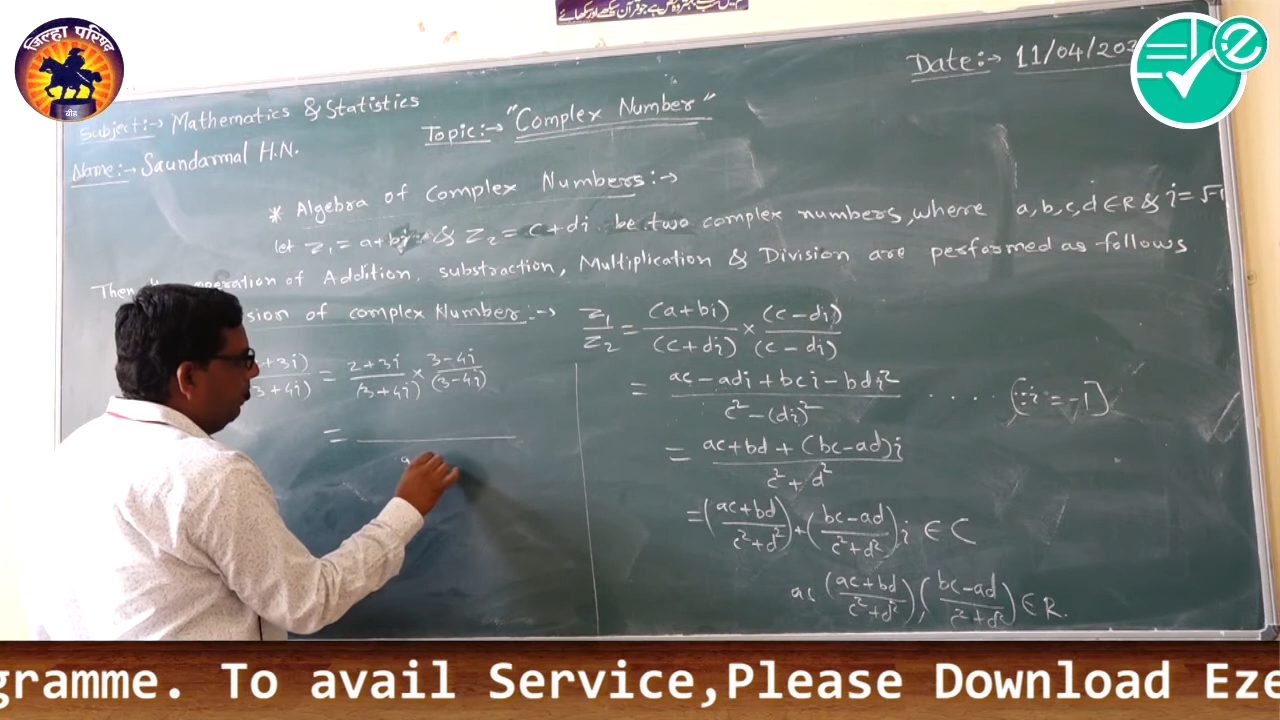 जिल्हा परिषद
बीड
Date:→ 11/04/20
Subject:→ Mathematics & Statistics
Topic:→ "Complex Number"
Name:→ Saundarmal H.N.
* Algebra of Complex Numbers:→
let z₁ = a+bi & z₂ = c+di be two complex numbers, where a,b,c,d ∈ R & i = √-1
Then operation of Addition, substraction, Multiplication & Division are performed as follows
sion of complex Number:→ z₁/z₂ = (a+bi)/(c+di) × (c-di)/(c-di)
+3i)/(3+4i) = 2+3i/(3+4i) × 3-4i/(3-4i)
= ac-adi+bci-bdi²/c²-(di)² . . . . . [∵ i² = -1]
=
= ac+bd+(bc-ad)i/c²+d²
= (ac+bd/c²+d²)+(bc-ad/c²+d²)i ∈ C
(ac+bd/c²+d²),(bc-ad/c²+d²) ∈ R.
gramme. To avail Service,Please Download Eze